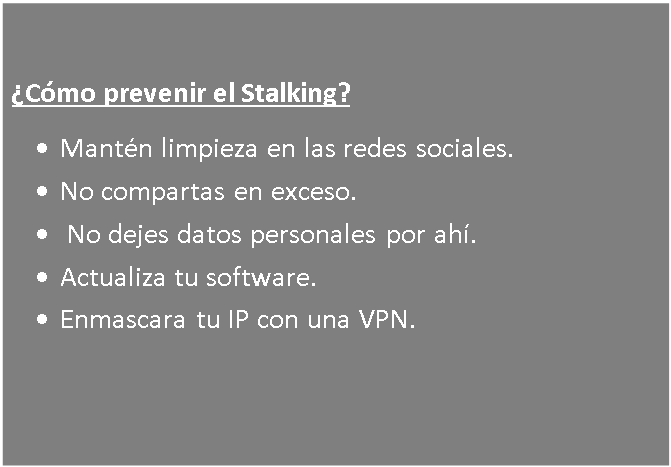 ¿Cómo prevenir el Stalking?
• Mantén limpieza en las redes sociales.
• No compartas en exceso.
• No dejes datos personales por ahí.
• Actualiza tu software.
• Enmascara tu IP con una VPN.